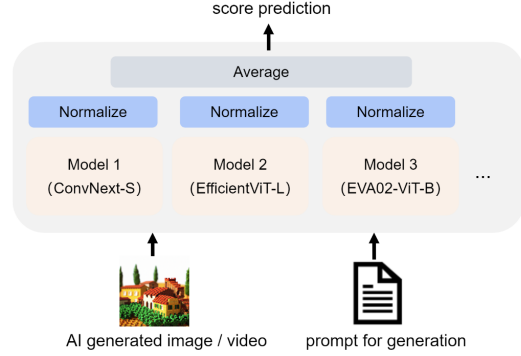 score prediction
Average
Normalize
Normalize
Normalize
Model 1
(ConvNext-S)
Model 2
(EfficientViT-L)
Model 3
(EVA02-ViT-B)
...
AI generated image / video
prompt for generation